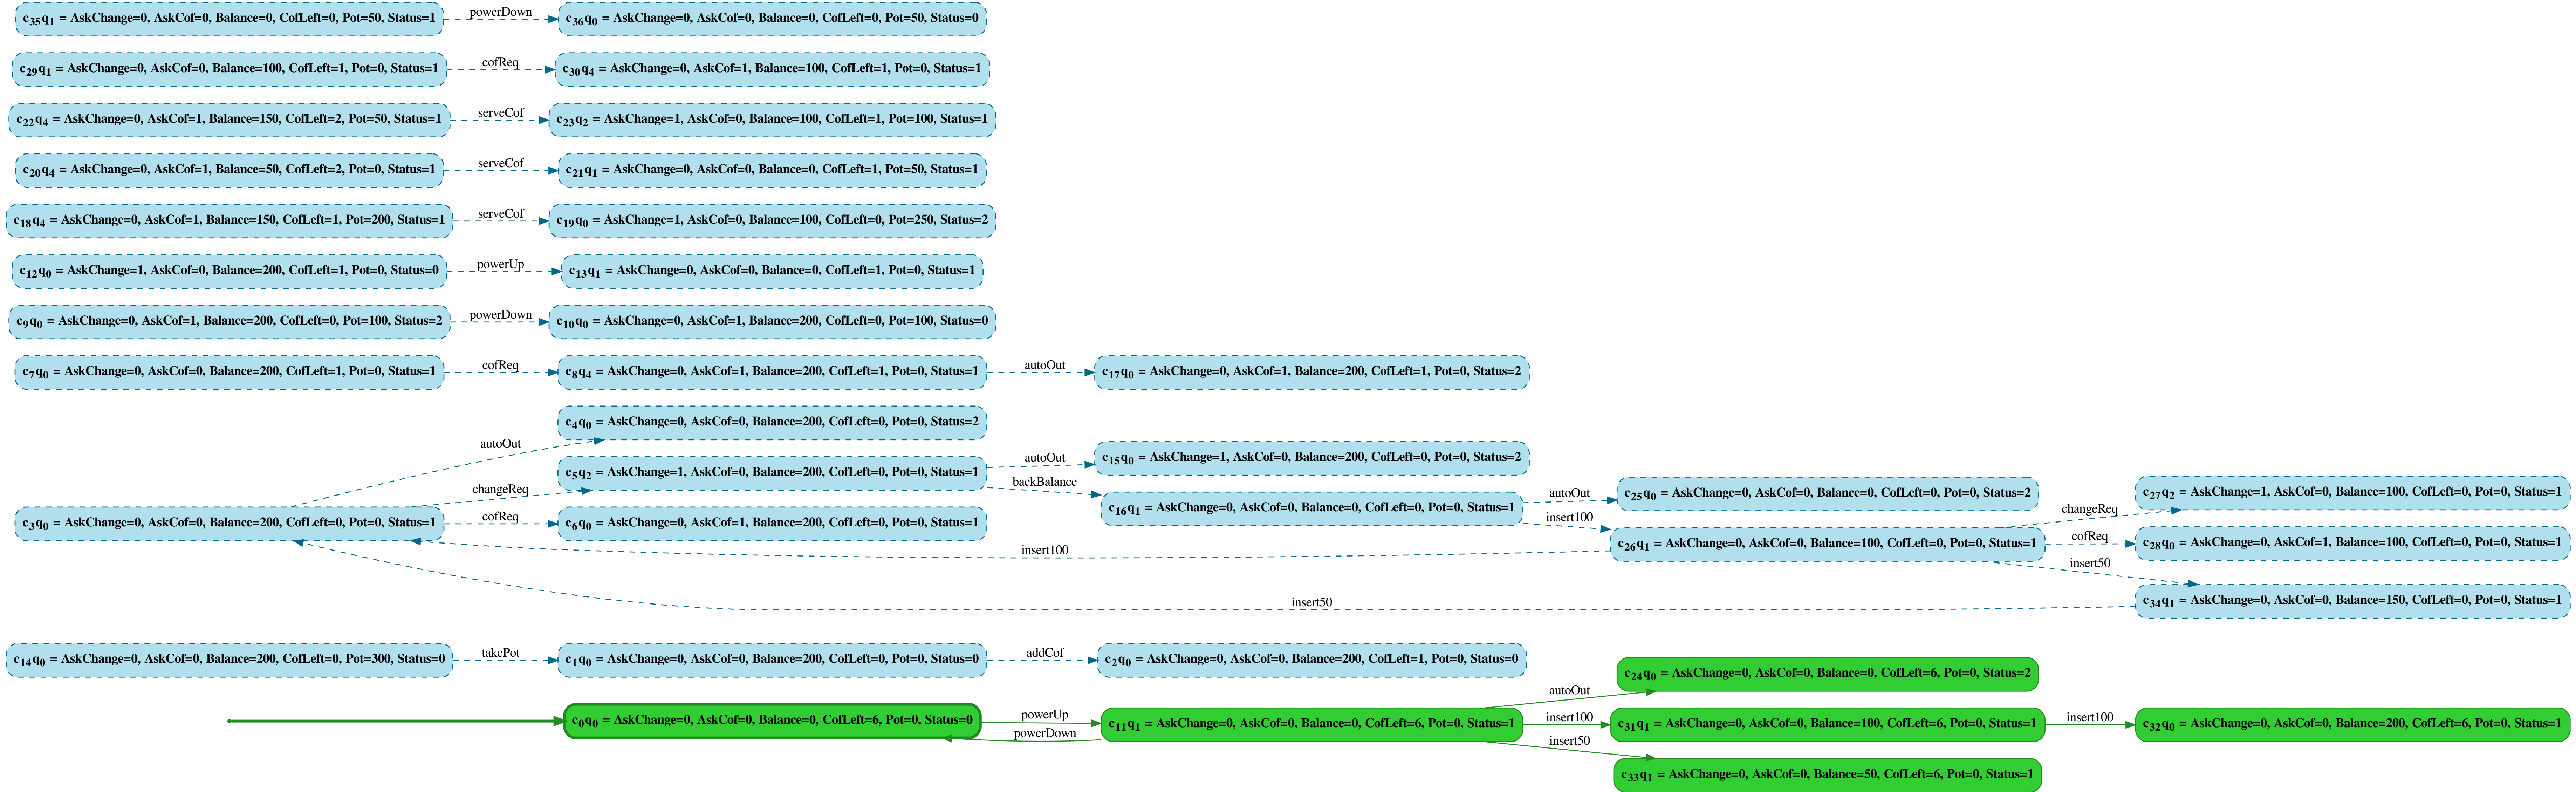 c35q1 = AskChange=0, AskCof=0, Balance=0, CofLeft=0, Pot=50, Status=1
powerDown
c36q0 = AskChange=0, AskCof=0, Balance=0, CofLeft=0, Pot=50, Status=0
c29q1 = AskChange=0, AskCof=0, Balance=100, CofLeft=1, Pot=0, Status=1
cofReq
c30q4 = AskChange=0, AskCof=1, Balance=100, CofLeft=1, Pot=0, Status=1
c22q4 = AskChange=0, AskCof=1, Balance=150, CofLeft=2, Pot=50, Status=1
serveCof
c23q2 = AskChange=1, AskCof=0, Balance=100, CofLeft=1, Pot=100, Status=1
c20q4 = AskChange=0, AskCof=1, Balance=50, CofLeft=2, Pot=0, Status=1
serveCof
c21q1 = AskChange=0, AskCof=0, Balance=0, CofLeft=1, Pot=50, Status=1
c18q4 = AskChange=0, AskCof=1, Balance=150, CofLeft=1, Pot=200, Status=1
serveCof
c19q0 = AskChange=1, AskCof=0, Balance=100, CofLeft=0, Pot=250, Status=2
c12q0 = AskChange=1, AskCof=0, Balance=200, CofLeft=1, Pot=0, Status=0
powerUp
c13q1 = AskChange=0, AskCof=0, Balance=0, CofLeft=1, Pot=0, Status=1
c9q0 = AskChange=0, AskCof=1, Balance=200, CofLeft=0, Pot=100, Status=2
powerDown
c10q0 = AskChange=0, AskCof=1, Balance=200, CofLeft=0, Pot=100, Status=0
c7q0 = AskChange=0, AskCof=0, Balance=200, CofLeft=1, Pot=0, Status=1
cofReq
c8q4 = AskChange=0, AskCof=1, Balance=200, CofLeft=1, Pot=0, Status=1
autoOut
c17q0 = AskChange=0, AskCof=1, Balance=200, CofLeft=1, Pot=0, Status=2
c4q0 = AskChange=0, AskCof=0, Balance=200, CofLeft=0, Pot=0, Status=2
autoOut
c5q2 = AskChange=1, AskCof=0, Balance=200, CofLeft=0, Pot=0, Status=1
autoOut
c15q0 = AskChange=1, AskCof=0, Balance=200, CofLeft=0, Pot=0, Status=2
changeReq
backBalance
c3q0 = AskChange=0, AskCof=0, Balance=200, CofLeft=0, Pot=0, Status=1
cofReq
c6q0 = AskChange=0, AskCof=1, Balance=200, CofLeft=0, Pot=0, Status=1
c16q1 = AskChange=0, AskCof=0, Balance=0, CofLeft=0, Pot=0, Status=1
autoOut
c25q0 = AskChange=0, AskCof=0, Balance=0, CofLeft=0, Pot=0, Status=2
insert100
c26q1 = AskChange=0, AskCof=0, Balance=100, CofLeft=0, Pot=0, Status=1
changeReq
c27q2 = AskChange=1, AskCof=0, Balance=100, CofLeft=0, Pot=0, Status=1
cofReq
c28q0 = AskChange=0, AskCof=1, Balance=100, CofLeft=0, Pot=0, Status=1
insert100
insert50
c34q1 = AskChange=0, AskCof=0, Balance=150, CofLeft=0, Pot=0, Status=1
insert50
c14q0 = AskChange=0, AskCof=0, Balance=200, CofLeft=0, Pot=300, Status=0
takePot
c1q0 = AskChange=0, AskCof=0, Balance=200, CofLeft=0, Pot=0, Status=0
addCof
c2q0 = AskChange=0, AskCof=0, Balance=200, CofLeft=1, Pot=0, Status=0
c24q0 = AskChange=0, AskCof=0, Balance=0, CofLeft=6, Pot=0, Status=2
autoOut
c0q0 = AskChange=0, AskCof=0, Balance=0, CofLeft=6, Pot=0, Status=0
powerUp
powerDown
c11q1 = AskChange=0, AskCof=0, Balance=0, CofLeft=6, Pot=0, Status=1
insert100
c31q1 = AskChange=0, AskCof=0, Balance=100, CofLeft=6, Pot=0, Status=1
insert100
c32q0 = AskChange=0, AskCof=0, Balance=200, CofLeft=6, Pot=0, Status=1
insert50
c33q1 = AskChange=0, AskCof=0, Balance=50, CofLeft=6, Pot=0, Status=1